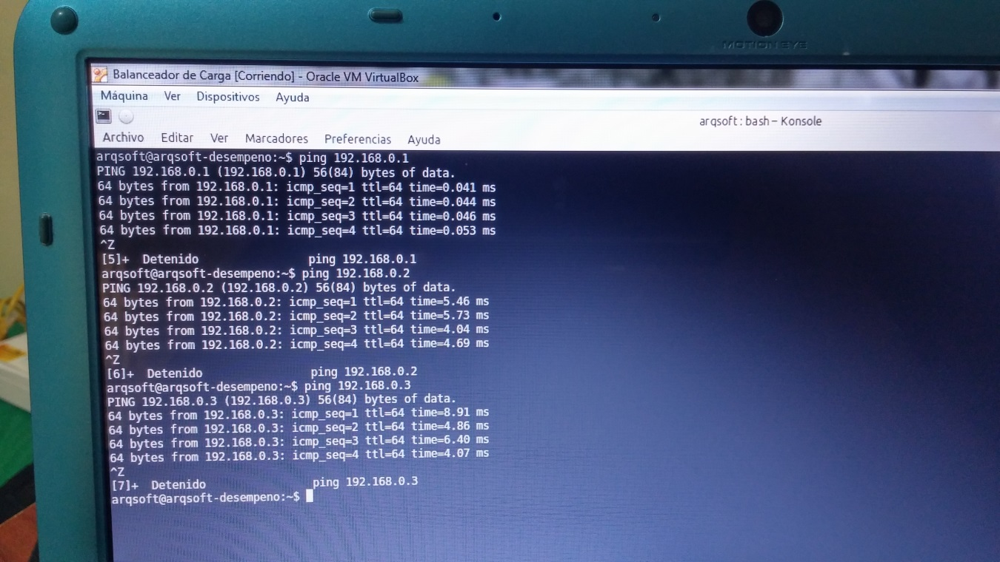 MOTION EYE
Balanceador de Carga [Corriendo] - Oracle VM VirtualBox
Máquina Ver Dispositivos Ayuda
arqsoft : bash – Konsole
Archivo Editar Ver Marcadores Preferencias Ayuda
arqsoft@arqsoft-desempeno:~$ ping 192.168.0.1
PING 192.168.0.1 (192.168.0.1) 56(84) bytes of data.
64 bytes from 192.168.0.1: icmp_seq=1 ttl=64 time=0.041 ms
64 bytes from 192.168.0.1: icmp_seq=2 ttl=64 time=0.044 ms
64 bytes from 192.168.0.1: icmp_seq=3 ttl=64 time=0.046 ms
64 bytes from 192.168.0.1: icmp_seq=4 ttl=64 time=0.053 ms
^Z
[5]+ Detenido ping 192.168.0.1
arqsoft@arqsoft-desempeno:~$ ping 192.168.0.2
PING 192.168.0.2 (192.168.0.2) 56(84) bytes of data.
64 bytes from 192.168.0.2: icmp_seq=1 ttl=64 time=5.46 ms
64 bytes from 192.168.0.2: icmp_seq=2 ttl=64 time=5.73 ms
64 bytes from 192.168.0.2: icmp_seq=3 ttl=64 time=4.04 ms
64 bytes from 192.168.0.2: icmp_seq=4 ttl=64 time=4.69 ms
^Z
[6]+ Detenido ping 192.168.0.2
arqsoft@arqsoft-desempeno:~$ ping 192.168.0.3
PING 192.168.0.3 (192.168.0.3) 56(84) bytes of data.
64 bytes from 192.168.0.3: icmp_seq=1 ttl=64 time=8.91 ms
64 bytes from 192.168.0.3: icmp_seq=2 ttl=64 time=4.86 ms
64 bytes from 192.168.0.3: icmp_seq=3 ttl=64 time=6.40 ms
64 bytes from 192.168.0.3: icmp_seq=4 ttl=64 time=4.07 ms
^Z
[7]+ Detenido ping 192.168.0.3
arqsoft@arqsoft-desempeno:~$